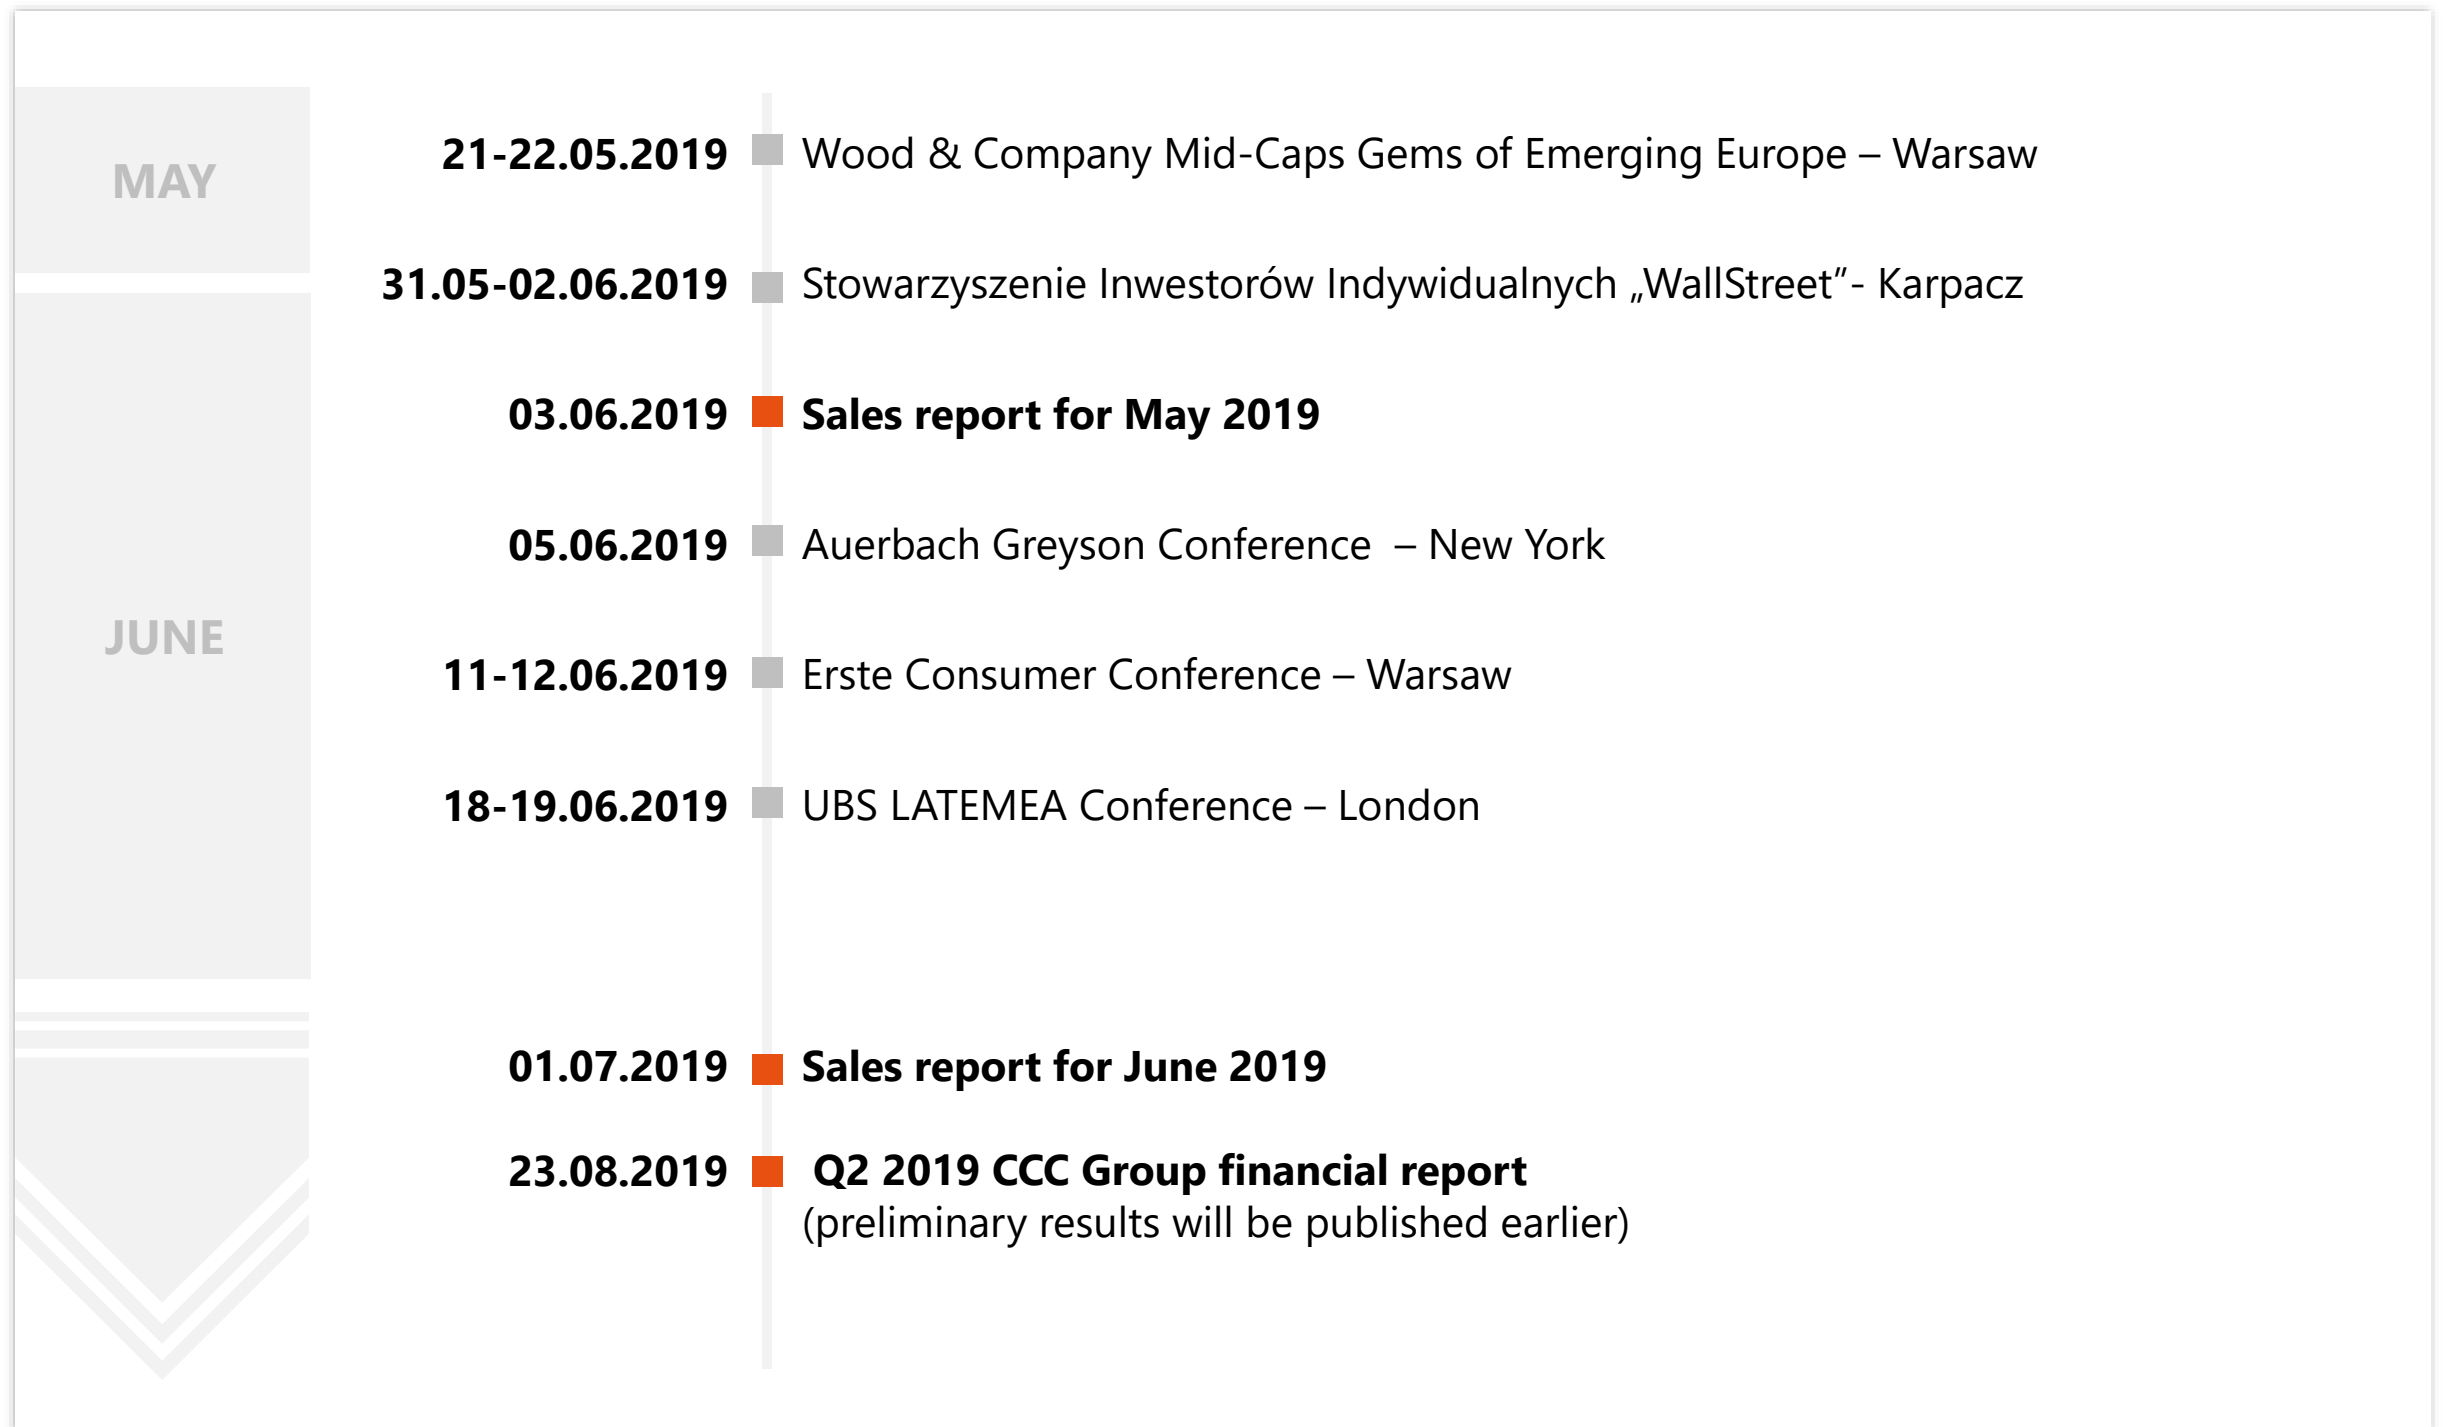 MAY
21-22.05.2019 Wood & Company Mid-Caps Gems of Emerging Europe – Warsaw
31.05-02.06.2019 Stowarzyszenie Inwestorów Indywidualnych „WallStreet”- Karpacz
03.06.2019 Sales report for May 2019
05.06.2019 Auerbach Greyson Conference – New York
JUNE
11-12.06.2019 Erste Consumer Conference – Warsaw
18-19.06.2019 UBS LATEMEA Conference – London
01.07.2019 Sales report for June 2019
23.08.2019 Q2 2019 CCC Group financial report
(preliminary results will be published earlier)